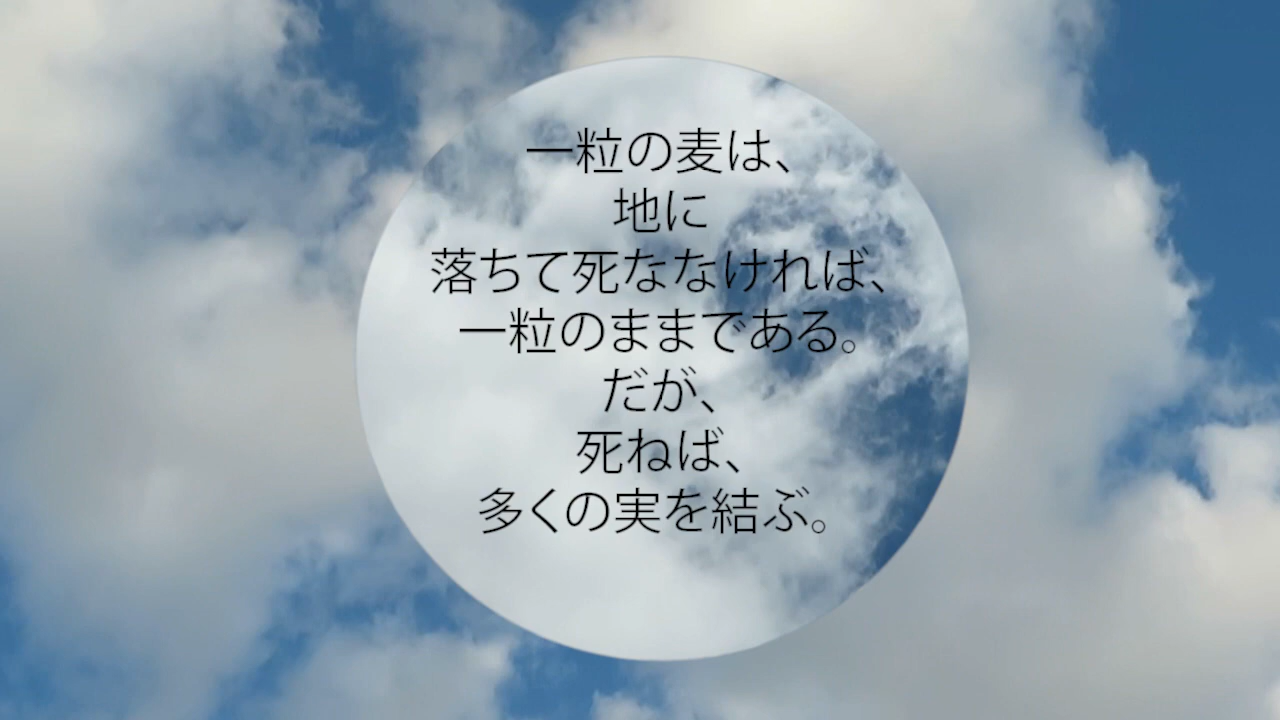 一粒の麦は、
地に
落ちて死ななければ、
一粒のままである。
だが、
死ねば、
多くの実を結ぶ。